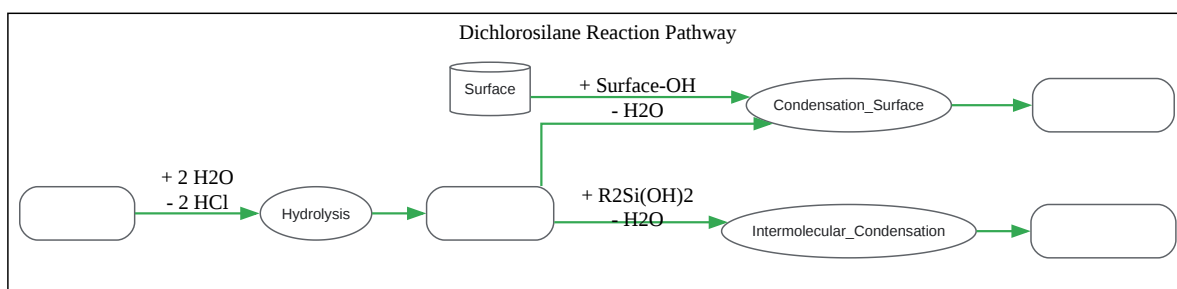 Dichlorosilane Reaction Pathway
Surface
+ Surface-OH
- H2O
Condensation_Surface
+ 2 H2O
- 2 HCl
Hydrolysis
+ R2Si(OH)2
- H2O
Intermolecular_Condensation